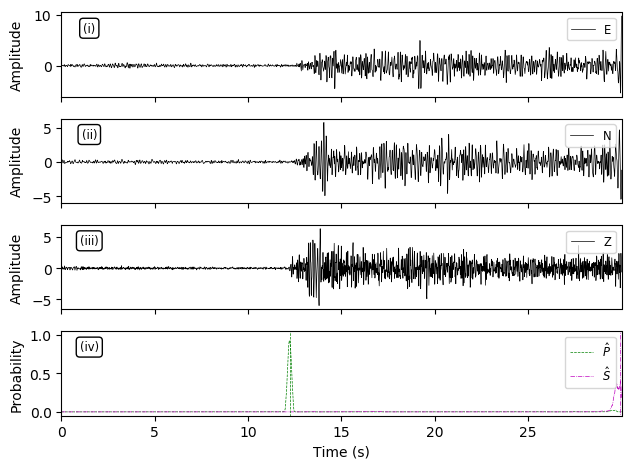 10
(i)
E
Amplitude
0
5
(ii)
N
Amplitude
0
−5
5
(iii)
Z
Amplitude
0
−5
1.0
(iv)
P̂
Probability
0.5
Ŝ
0.0
0 5 10 15 20 25
Time (s)